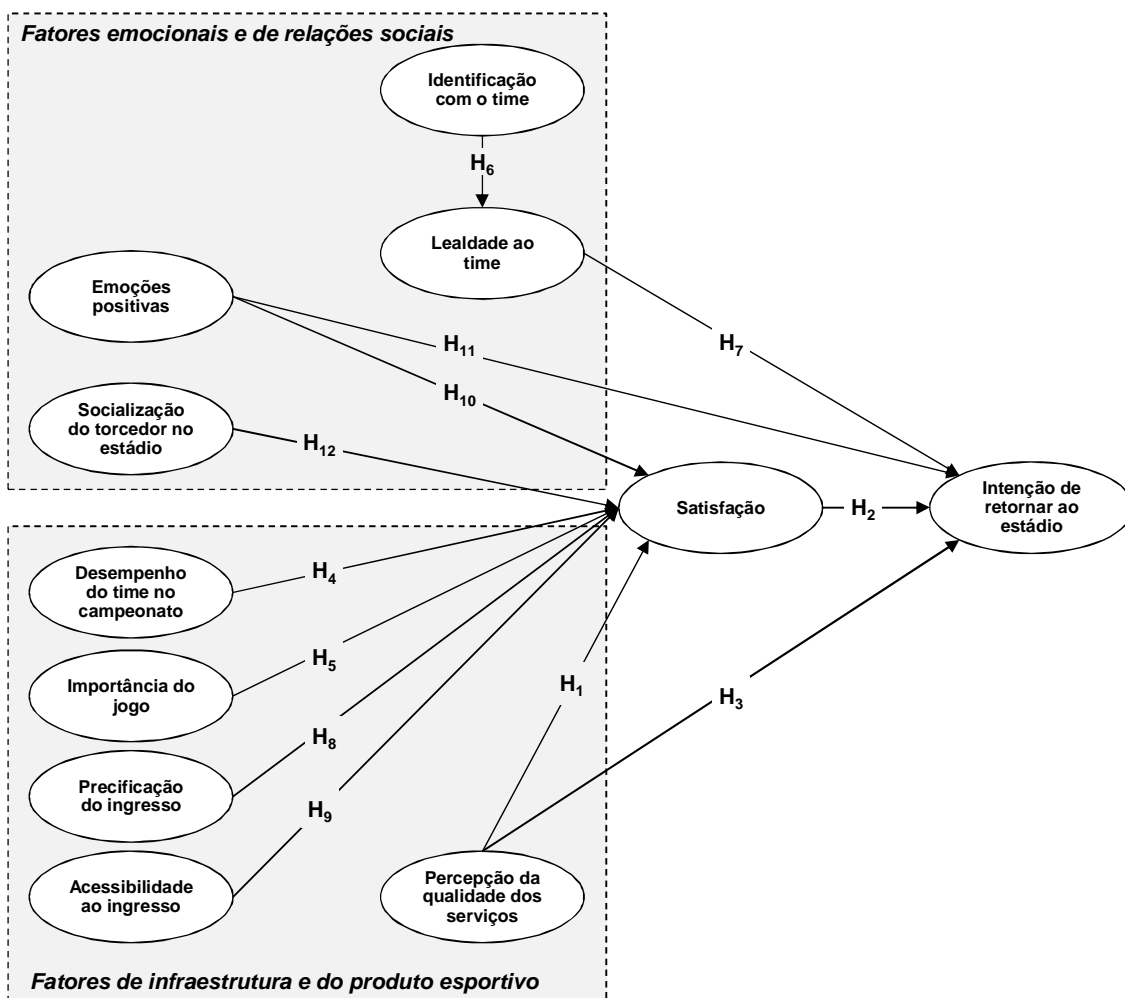 Fatores emocionais e de relações sociais
Identificação
com o time
H6
Lealdade ao
time
Emoções
positivas
H11
H7
H10
Socialização
do torcedor no
estádio
H12
Satisfação
H2
Intenção de
retornar ao
estádio
Desempenho
do time no
campeonato
H4
Importância do
jogo
H5
H1
H3
Precificação
do ingresso
H8
H9
Acessibilidade
ao ingresso
Percepção da
qualidade dos
serviços
Fatores de infraestrutura e do produto esportivo